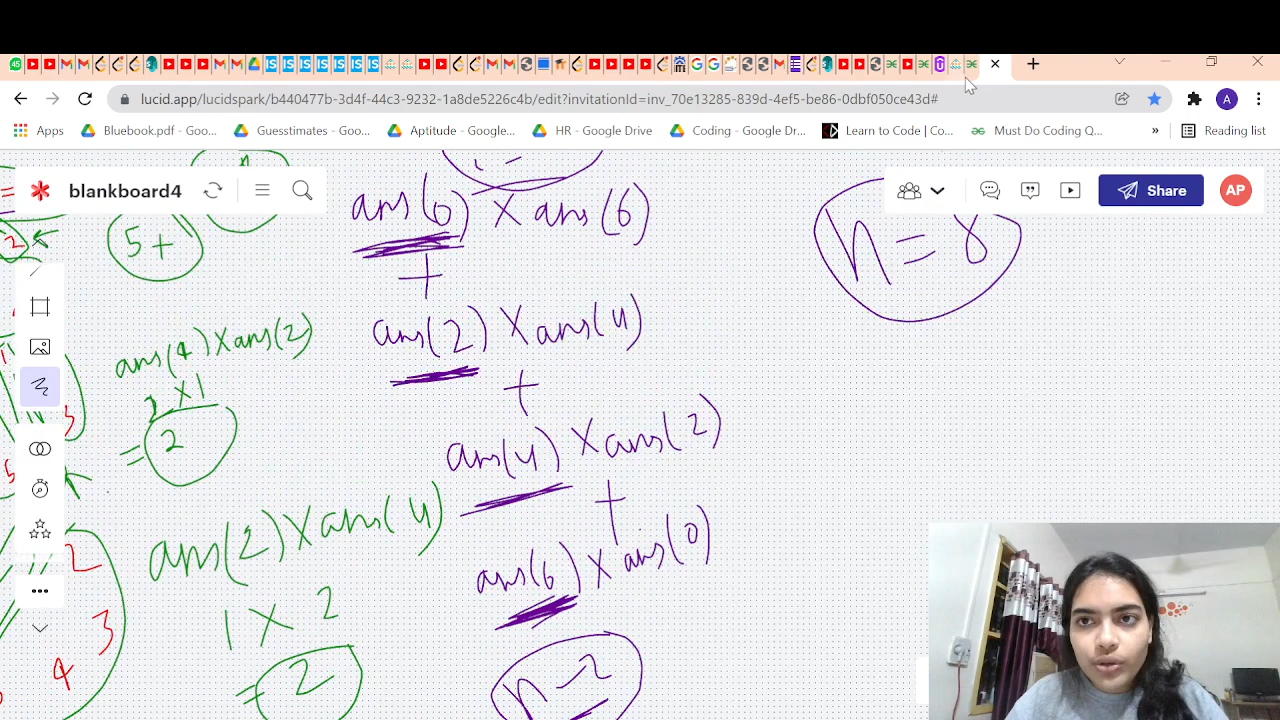 45
lucid.app/lucidspark/b440477b-3d4f-44c3-9232-1a8de5226c4b/edit?invitationId=inv_70e13285-839d-4ef5-be86-0dbf050ce43d#
A
Apps
Bluebook.pdf - Goo...
Guesstimates - Goo...
Aptitude - Google...
HR - Google Drive
Coding - Google Dr...
Learn to Code | Co...
Must Do Coding Q...
»
Reading list
blankboard4
Share
AP
ans(6) X ans(6)
+
ans(2) X ans(4)
+
ans(4) X ans(2)
+
ans(6) X ans(0)
n = 8
5+
2
ans(4) X ans(2)
2 X 1
= 2
ans(2) X ans(4)
1 X 2
= 2
3
5
2
3
4